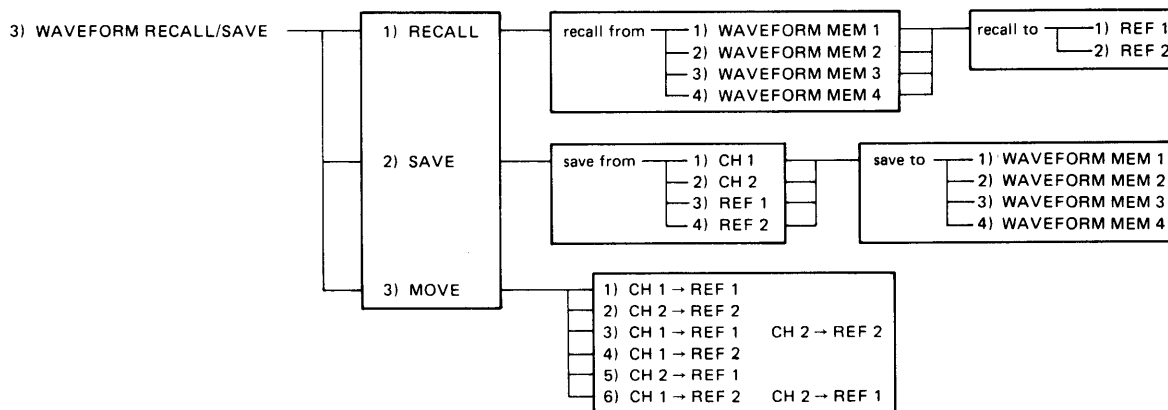 3) WAVEFORM RECALL/SAVE
1) RECALL
recall from
1) WAVEFORM MEM 1
2) WAVEFORM MEM 2
3) WAVEFORM MEM 3
4) WAVEFORM MEM 4
recall to
1) REF 1
2) REF 2
2) SAVE
save from
1) CH 1
2) CH 2
3) REF 1
4) REF 2
save to
1) WAVEFORM MEM 1
2) WAVEFORM MEM 2
3) WAVEFORM MEM 3
4) WAVEFORM MEM 4
3) MOVE
1) CH 1 → REF 1
2) CH 2 → REF 2
3) CH 1 → REF 1 CH 2 → REF 2
4) CH 1 → REF 2
5) CH 2 → REF 1
6) CH 1 → REF 2 CH 2 → REF 1